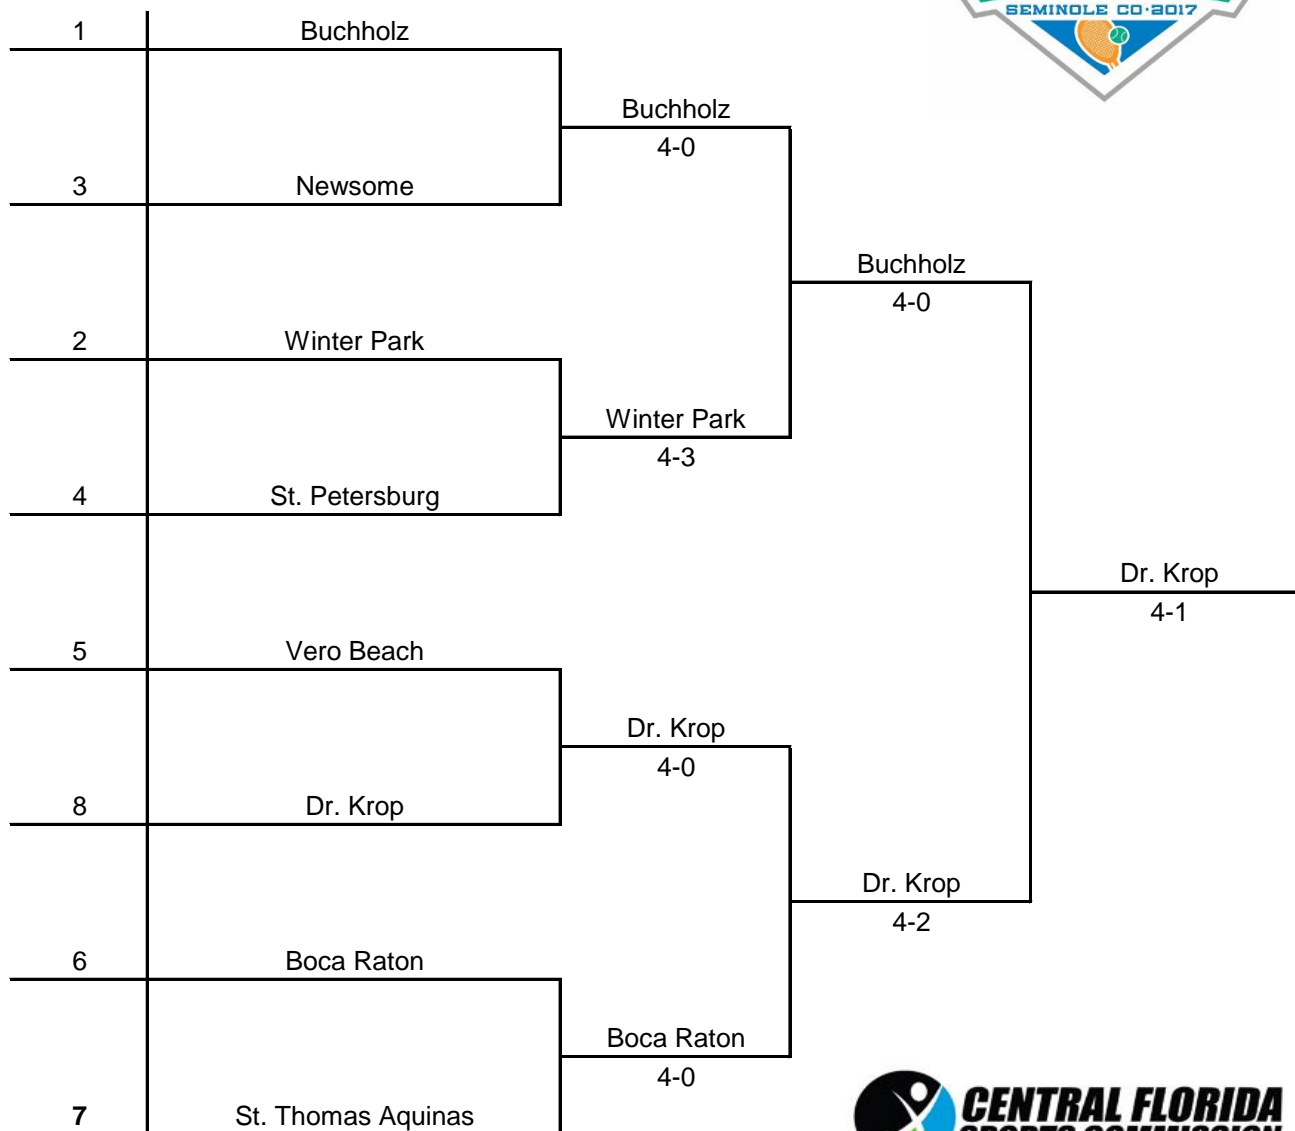 SEMINOLE CO·2017
1 Buchholz
Buchholz
4-0
3 Newsome
Buchholz
4-0
2 Winter Park
Winter Park
4-3
4 St. Petersburg
Dr. Krop
4-1
5 Vero Beach
Dr. Krop
4-0
8 Dr. Krop
Dr. Krop
4-2
6 Boca Raton
Boca Raton
4-0
7 St. Thomas Aquinas
CENTRAL FLORIDA
SPORTS COMMISSION